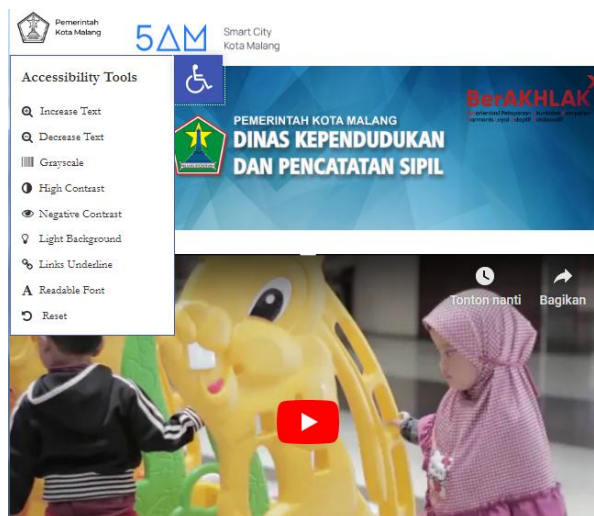 Pemerintah
Kota Malang
5AM
Smart City
Kota Malang
Accessibility Tools
Increase Text
Decrease Text
Grayscale
High Contrast
Negative Contrast
Light Background
Links Underline
Readable Font
Reset
BerAKHLAK
PEMERINTAH KOTA MALANG
DINAS KEPENDUDUKAN
DAN PENCATATAN SIPIL
Tonton nanti
Bagikan